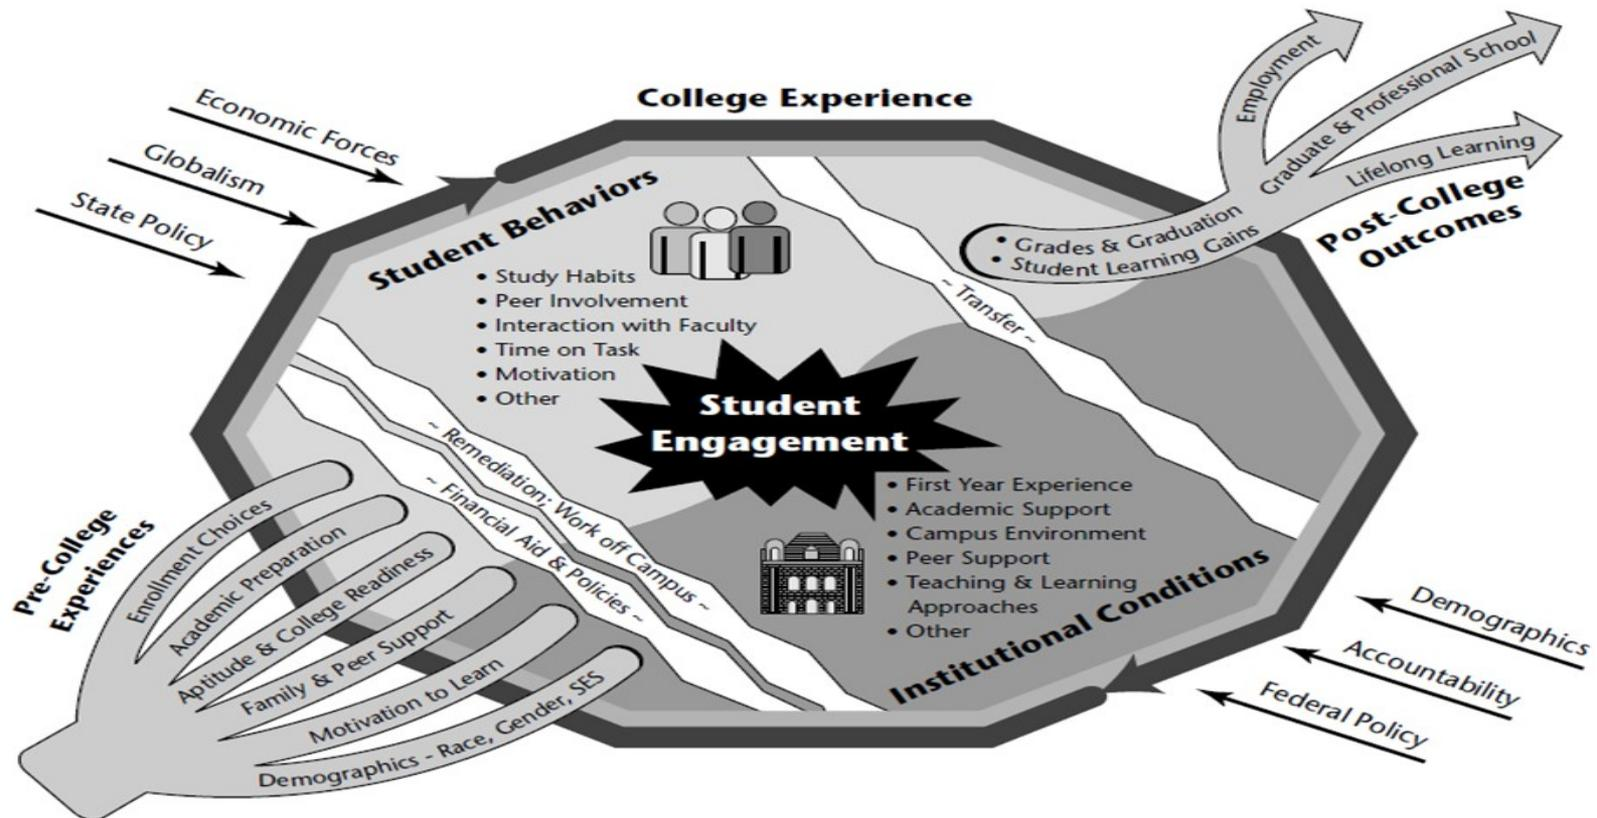 College Experience
Economic Forces
Globalism
State Policy
Student Behaviors
• Study Habits
• Peer Involvement
• Interaction with Faculty
• Time on Task
• Motivation
• Other
Student
Engagement
~ Transfer ~
• Grades & Graduation
• Student Learning Gains
Employment
Graduate & Professional School
Lifelong Learning
Post-College
Outcomes
~ Remediation; Work off Campus ~
~ Financial Aid & Policies ~
• First Year Experience
• Academic Support
• Campus Environment
• Peer Support
• Teaching & Learning
Approaches
• Other
Institutional Conditions
Pre-College
Experiences
Enrollment Choices
Academic Preparation
Aptitude & College Readiness
Family & Peer Support
Motivation to Learn
Demographics - Race, Gender, SES
Demographics
Accountability
Federal Policy